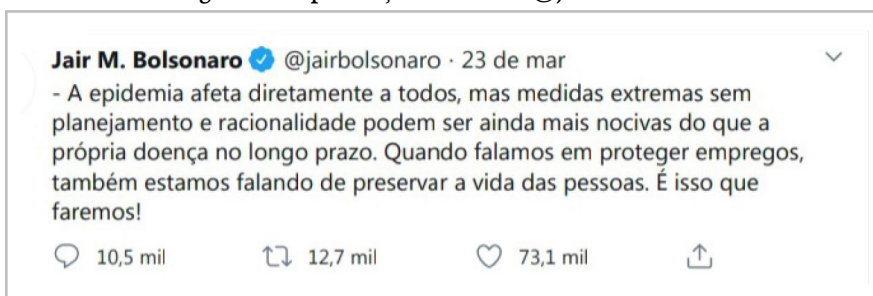 Jair M. Bolsonaro @jairbolsonaro · 23 de mar
- A epidemia afeta diretamente a todos, mas medidas extremas sem
planejamento e racionalidade podem ser ainda mais nocivas do que a
própria doença no longo prazo. Quando falamos em proteger empregos,
também estamos falando de preservar a vida das pessoas. É isso que
faremos!
10,5 mil 12,7 mil 73,1 mil